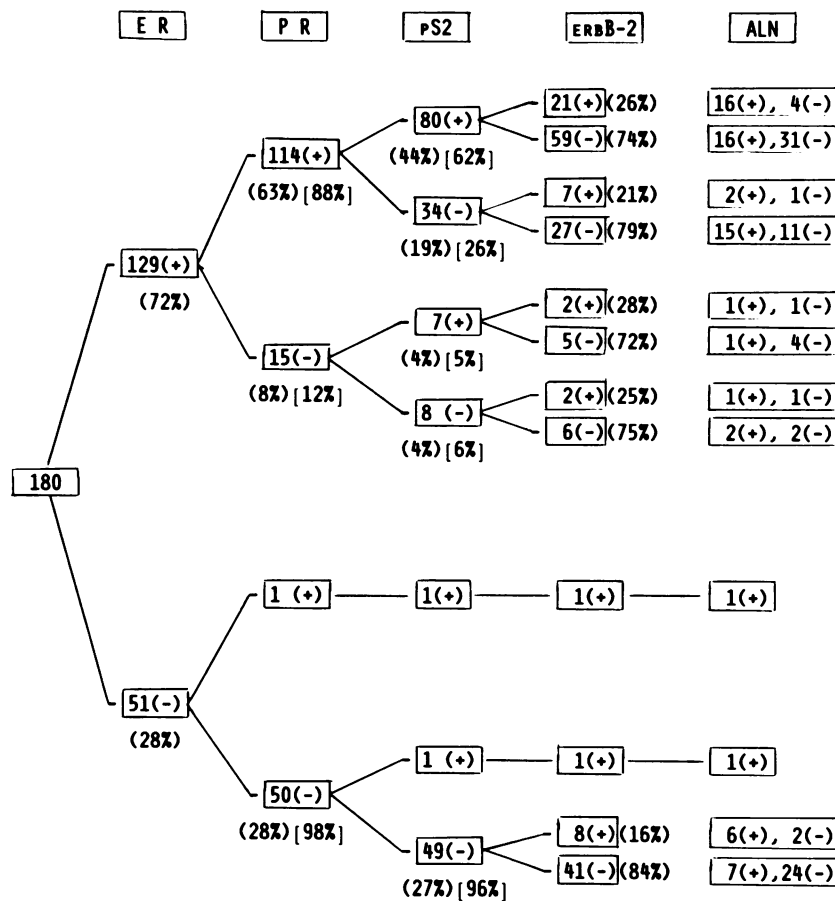 E R P R pS2 ERBB-2 ALN
21(+)(26%) 16(+), 4(-)
80(+)
59(-)(74%) 16(+),31(-)
114(+) (44%)[62%]
(63%)[88%] 7(+)(21%) 2(+), 1(-)
34(-)
27(-)(79%) 15(+),11(-)
(19%)[26%]
129(+)
(72%) 2(+)(28%) 1(+), 1(-)
7(+)
5(-)(72%) 1(+), 4(-)
15(-) (4%)[5%]
(8%)[12%] 2(+)(25%) 1(+), 1(-)
8 (-)
6(-)(75%) 2(+), 2(-)
(4%)[6%]
180
1 (+) 1(+) 1(+) 1(+)
51(-)
(28%)
1 (+) 1(+) 1(+)
50(-)
(28%)[98%] 8(+)(16%) 6(+), 2(-)
49(-)
41(-)(84%) 7(+),24(-)
(27%)[96%]